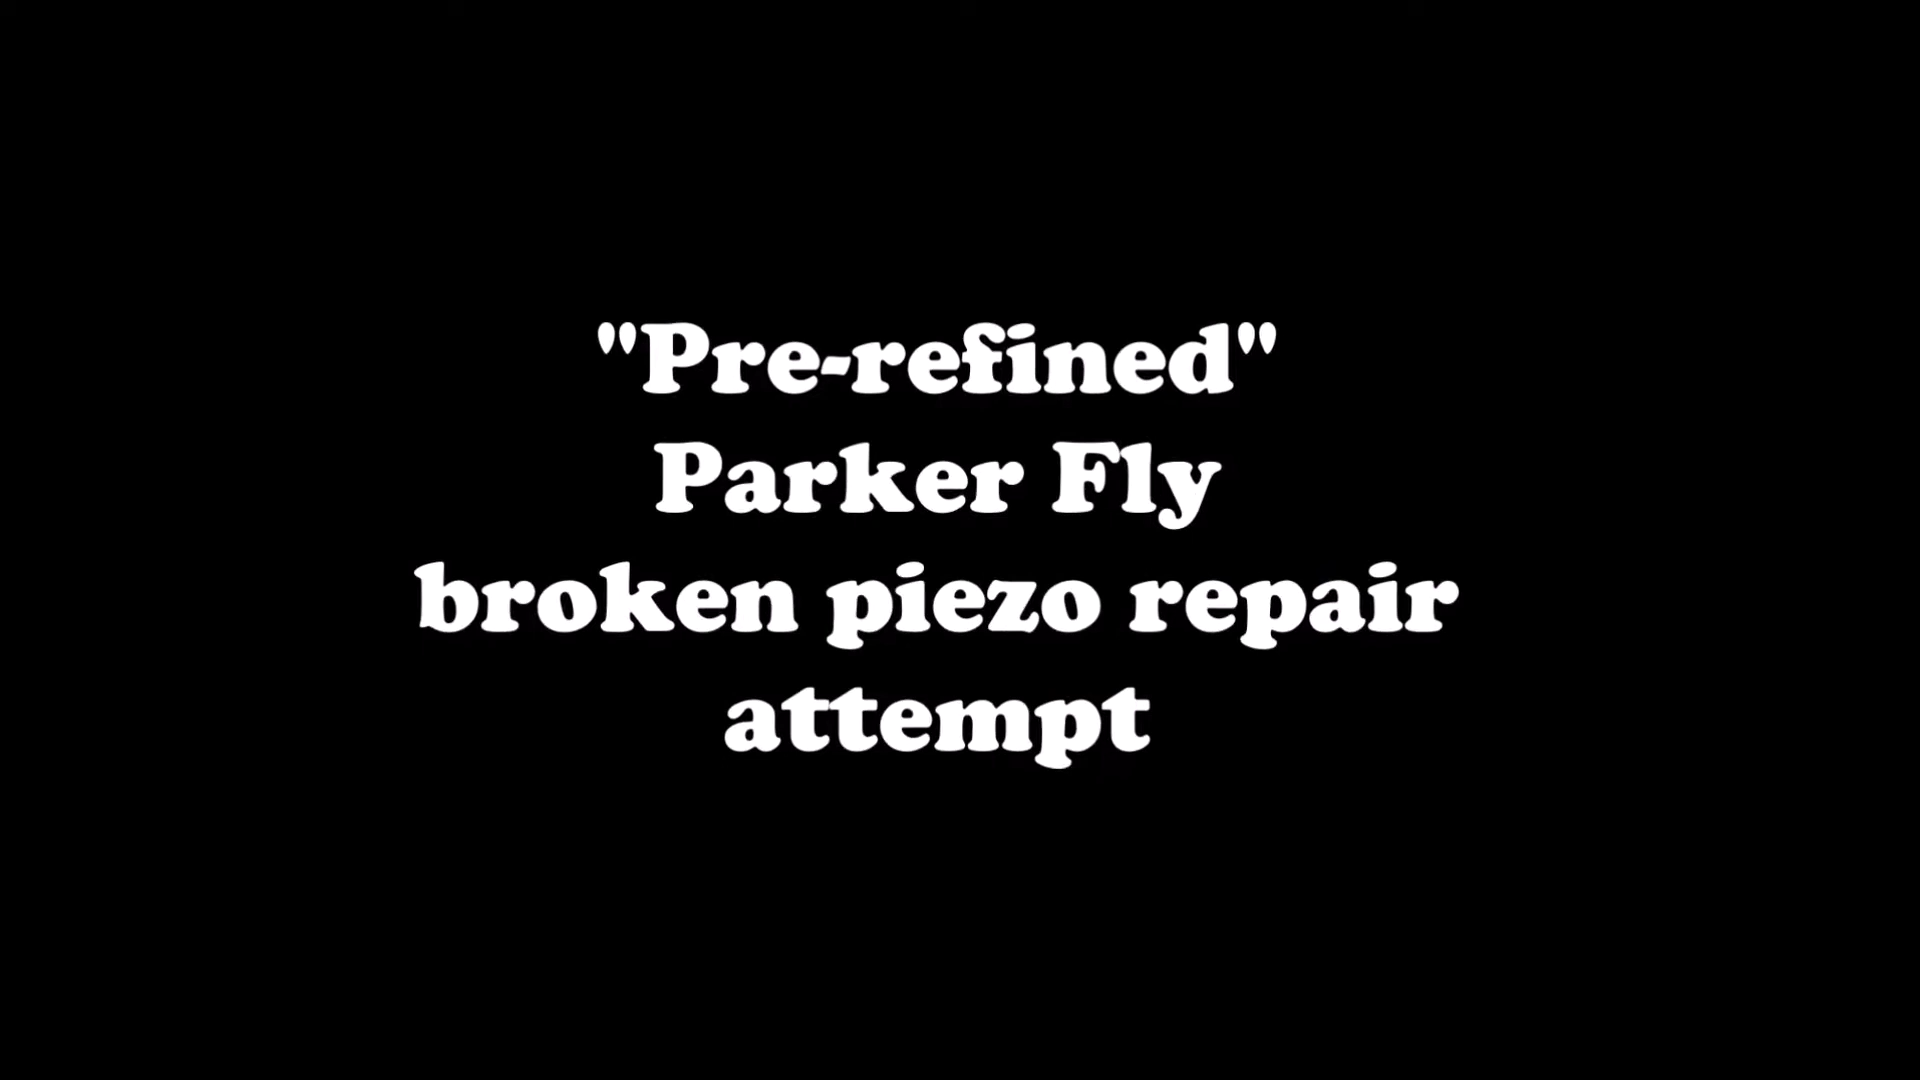 "Pre-refined"
Parker Fly
broken piezo repair
attempt